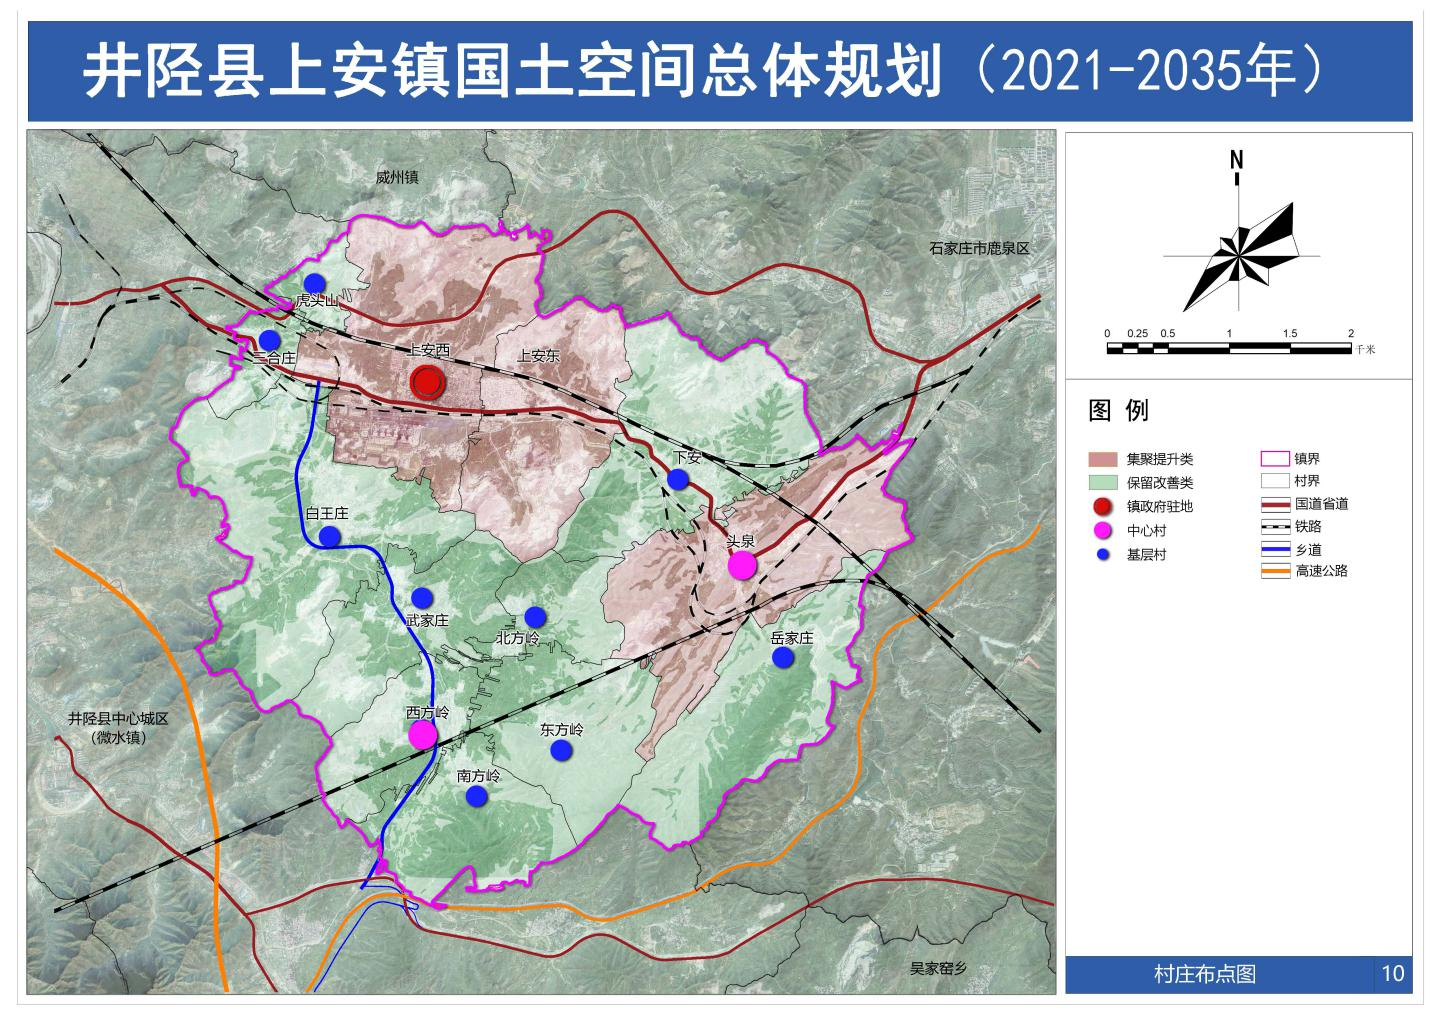 井陉县上安镇国土空间总体规划（2021-2035年）
威州镇
石家庄市鹿泉区
虎头山
三合庄
上安西
上安东
下安
白王庄
头泉
武家庄
北方岭
岳家庄
西方岭
东方岭
南方岭
井陉县中心城区
（微水镇）
吴家窑乡
N
0 0.25 0.5 1 1.5 2
千米
图 例
集聚提升类
保留改善类
镇政府驻地
中心村
基层村
镇界
村界
国道省道
铁路
乡道
高速公路
村庄布点图 10